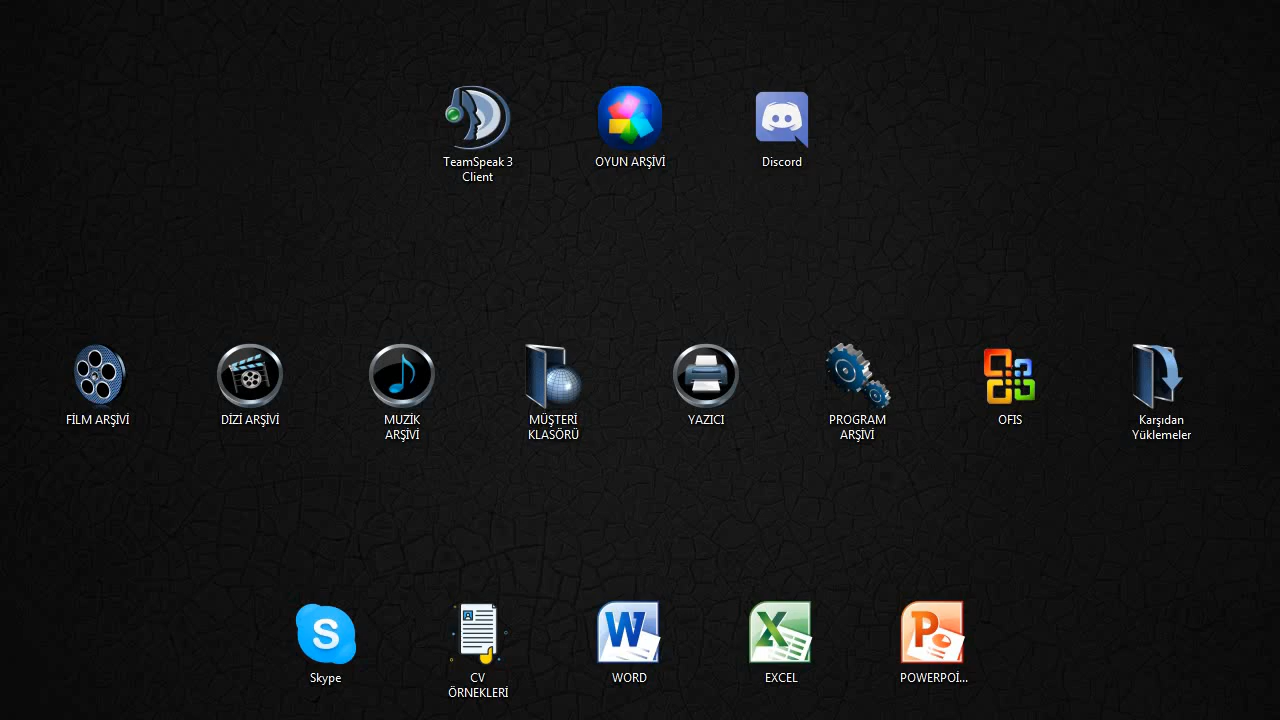 TeamSpeak 3
Client
OYUN ARŞİVİ
Discord
FİLM ARŞİVİ
DİZİ ARŞİVİ
MUZİK
ARŞİVİ
MÜŞTERİ
KLASÖRÜ
YAZICI
PROGRAM
ARŞİVİ
OFIS
Karşıdan
Yüklemeler
Skype
CV
ÖRNEKLERİ
WORD
EXCEL
POWERPOİ...